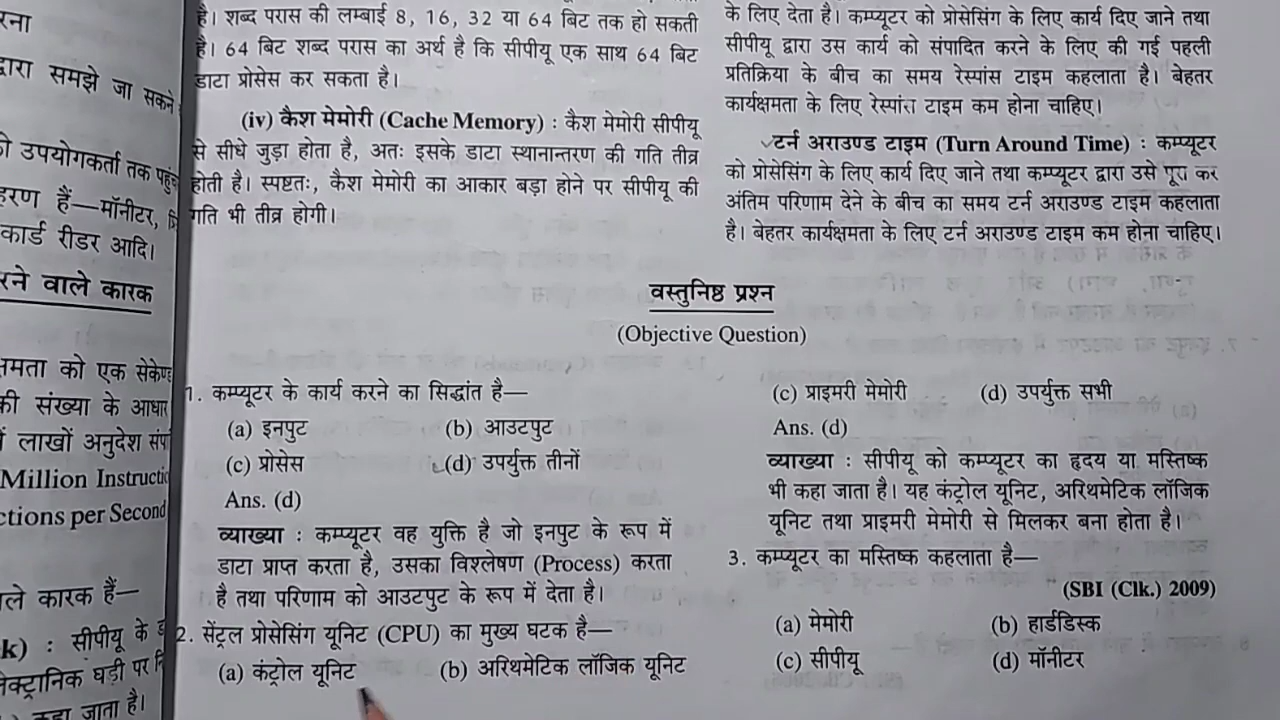 रना
द्वारा समझे जा सकने
की उपयोगकर्ता तक पहुंच
हरण हैं—मॉनीटर, प्रि
कार्ड रीडर आदि।
रने वाले कारक
क्षमता को एक सेकेण्ड
की संख्या के आधार
में लाखों अनुदेश संपा
Million Instructio
ctions per Second
ले कारक हैं—
k) : सीपीयू के
लेक्ट्रानिक घड़ी पर नि
कहा जाता है।
है। शब्द परास की लम्बाई 8, 16, 32 या 64 बिट तक हो सकती
है। 64 बिट शब्द परास का अर्थ है कि सीपीयू एक साथ 64 बिट
डाटा प्रोसेस कर सकता है।
(iv) कैश मेमोरी (Cache Memory) : कैश मेमोरी सीपीयू
से सीधे जुड़ा होता है, अतः इसके डाटा स्थानान्तरण की गति तीव्र
होती है। स्पष्टतः, कैश मेमोरी का आकार बड़ा होने पर सीपीयू की
गति भी तीव्र होगी।
के लिए देता है। कम्प्यूटर को प्रोसेसिंग के लिए कार्य दिए जाने तथा
सीपीयू द्वारा उस कार्य को संपादित करने के लिए की गई पहली
प्रतिक्रिया के बीच का समय रेस्पांस टाइम कहलाता है। बेहतर
कार्यक्षमता के लिए रेस्पांस टाइम कम होना चाहिए।
टर्न अराउण्ड टाइम (Turn Around Time) : कम्प्यूटर
को प्रोसेसिंग के लिए कार्य दिए जाने तथा कम्प्यूटर द्वारा उसे पूरा कर
अंतिम परिणाम देने के बीच का समय टर्न अराउण्ड टाइम कहलाता
है। बेहतर कार्यक्षमता के लिए टर्न अराउण्ड टाइम कम होना चाहिए।
वस्तुनिष्ठ प्रश्न
(Objective Question)
1. कम्प्यूटर के कार्य करने का सिद्धांत है—
(a) इनपुट (b) आउटपुट
(c) प्रोसेस (d) उपर्युक्त तीनों
Ans. (d)
व्याख्या : कम्प्यूटर वह युक्ति है जो इनपुट के रूप में
डाटा प्राप्त करता है, उसका विश्लेषण (Process) करता
है तथा परिणाम को आउटपुट के रूप में देता है।
2. सेंट्रल प्रोसेसिंग यूनिट (CPU) का मुख्य घटक है—
(a) कंट्रोल यूनिट (b) अरिथमेटिक लॉजिक यूनिट
(c) प्राइमरी मेमोरी (d) उपर्युक्त सभी
Ans. (d)
व्याख्या : सीपीयू को कम्प्यूटर का हृदय या मस्तिष्क
भी कहा जाता है। यह कंट्रोल यूनिट, अरिथमेटिक लॉजिक
यूनिट तथा प्राइमरी मेमोरी से मिलकर बना होता है।
3. कम्प्यूटर का मस्तिष्क कहलाता है—
(SBI (Clk.) 2009)
(a) मेमोरी (b) हार्डडिस्क
(c) सीपीयू (d) मॉनीटर